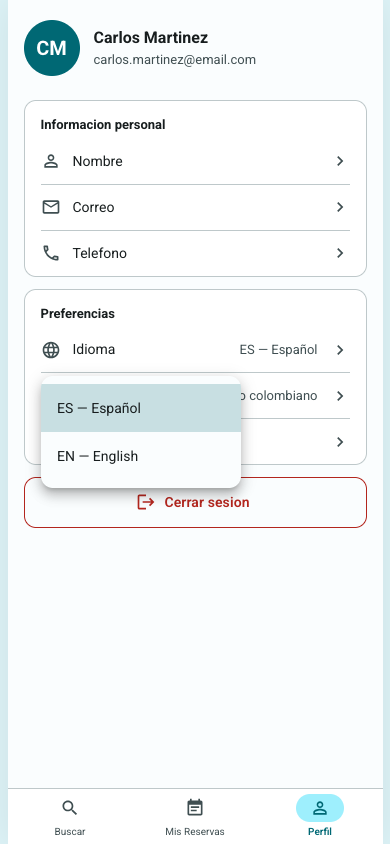 CM
Carlos Martinez
carlos.martinez@email.com
Informacion personal
Nombre
Correo
Telefono
Preferencias
Idioma ES — Español
ES — Español
colombiano
EN — English
Cerrar sesion
Buscar Mis Reservas Perfil